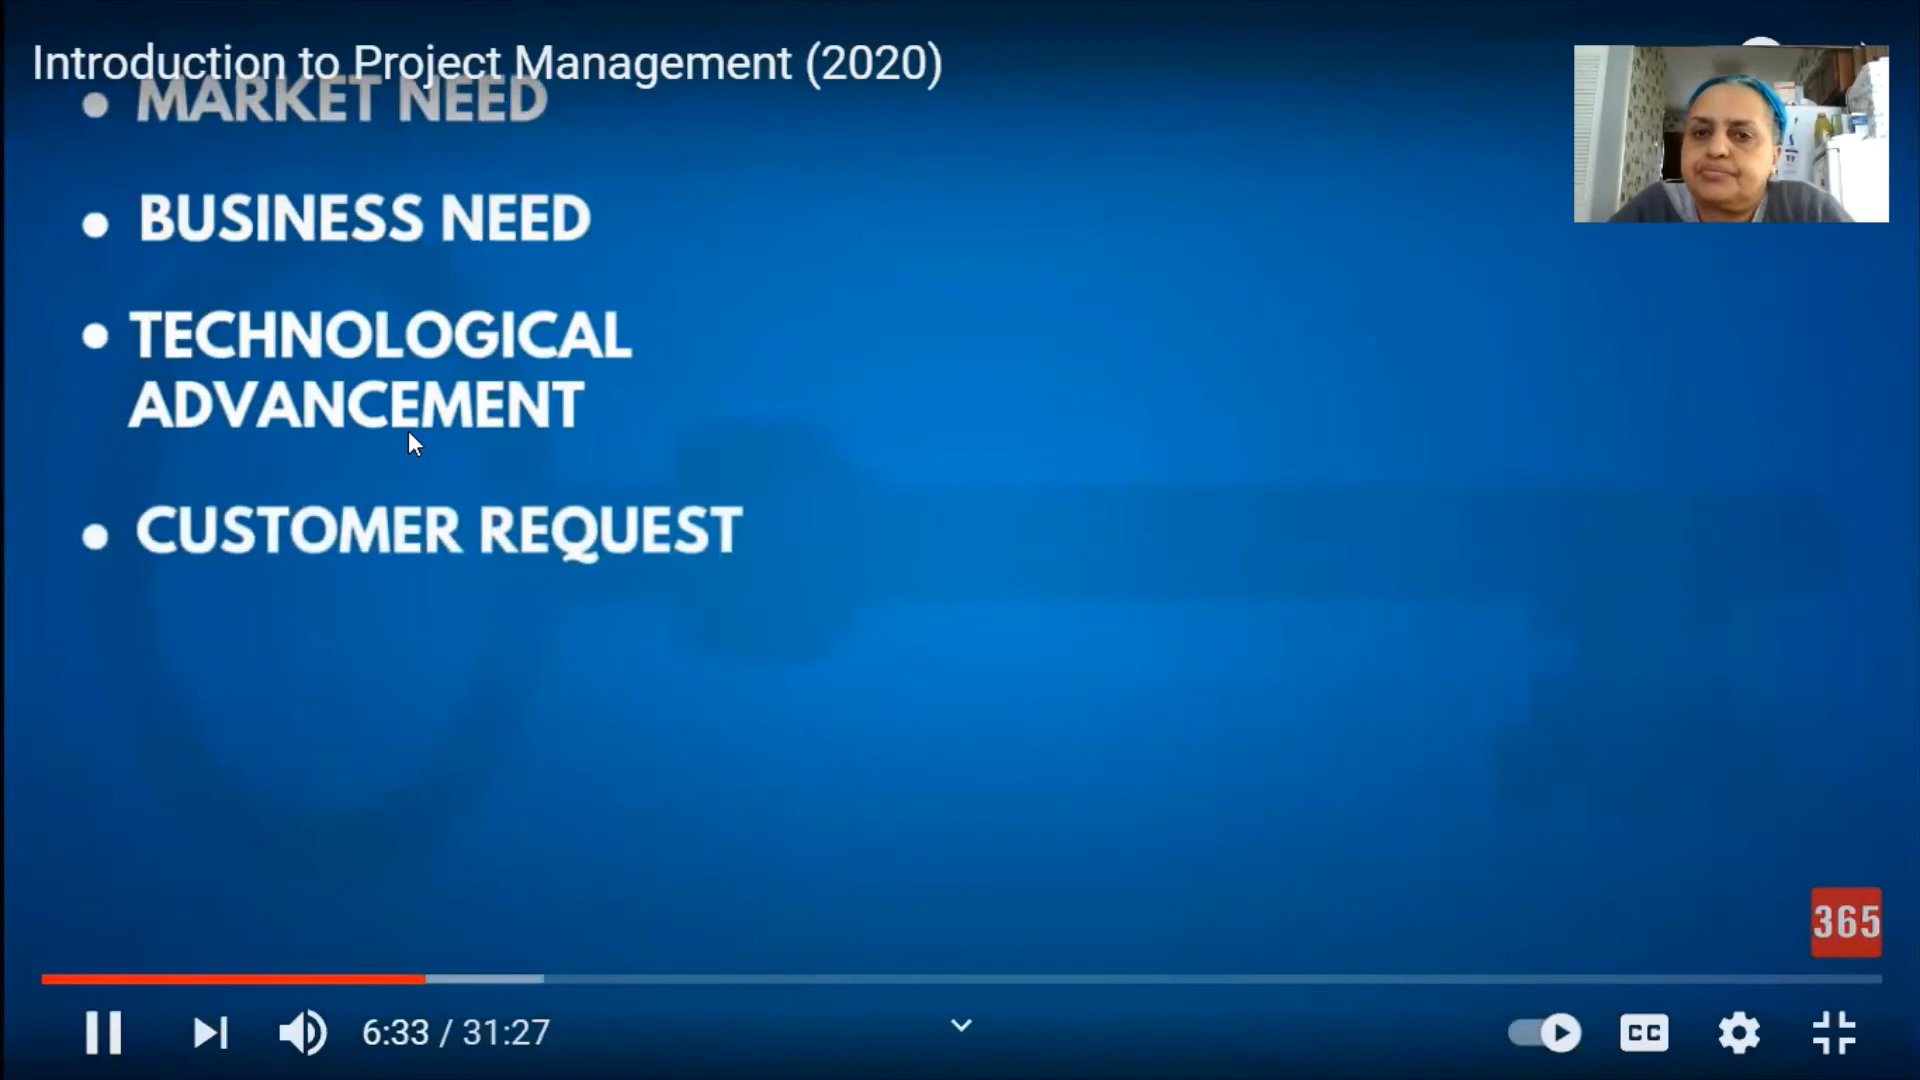 Introduction to Project Management (2020)
MARKET NEED
BUSINESS NEED
TECHNOLOGICAL
ADVANCEMENT
CUSTOMER REQUEST
365
6:33 / 31:27
CC